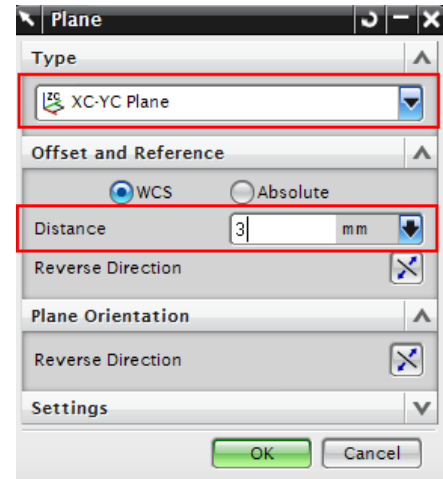 Plane
Type
XC-YC Plane
Offset and Reference
WCS Absolute
Distance 3 mm
Reverse Direction
Plane Orientation
Reverse Direction
Settings
OK Cancel